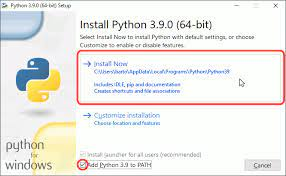 Python 3.9.0 (64-bit) Setup
Install Python 3.9.0 (64-bit)
Select Install Now to install Python with default settings, or choose
Customize to enable or disable features.
Install Now
C:\Users\barto\AppData\Local\Programs\Python\Python39
Includes IDLE, pip and documentation
Creates shortcuts and file associations
Customize installation
Choose location and features
Install launcher for all users (recommended)
Add Python 3.9 to PATH
Cancel
python
for
windows